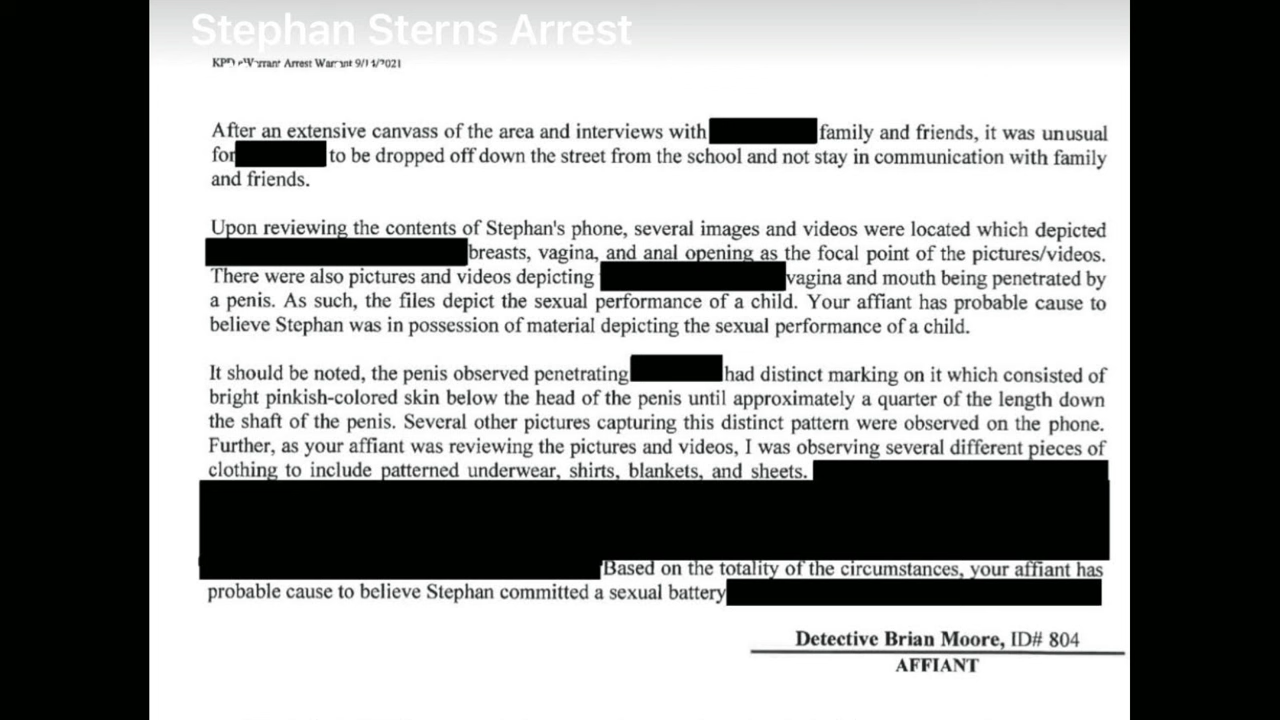 Stephan Sterns Arrest
Arrest Warrant
After an extensive canvass of the area and interviews with family and friends, it was unusual
for to be dropped off down the street from the school and not stay in communication with family
and friends.
Upon reviewing the contents of Stephan's phone, several images and videos were located which depicted
breasts, vagina, and anal opening as the focal point of the pictures/videos.
There were also pictures and videos depicting vagina and mouth being penetrated by
a penis. As such, the files depict the sexual performance of a child. Your affiant has probable cause to
believe Stephan was in possession of material depicting the sexual performance of a child.
It should be noted, the penis observed penetrating had distinct marking on it which consisted of
bright pinkish-colored skin below the head of the penis until approximately a quarter of the length down
the shaft of the penis. Several other pictures capturing this distinct pattern were observed on the phone.
Further, as your affiant was reviewing the pictures and videos, I was observing several different pieces of
clothing to include patterned underwear, shirts, blankets, and sheets.
Based on the totality of the circumstances, your affiant has
probable cause to believe Stephan committed a sexual battery
Detective Brian Moore, ID# 804
AFFIANT